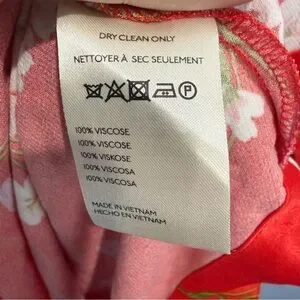 DRY CLEAN ONLY
NETTOYER À SEC SEULEMENT
P
100% VISCOSE
100% VISCOSE
100% VISKOSE
100% VISCOSA
100% VISCOSA
MADE IN VIETNAM
HECHO EN VIETNAM